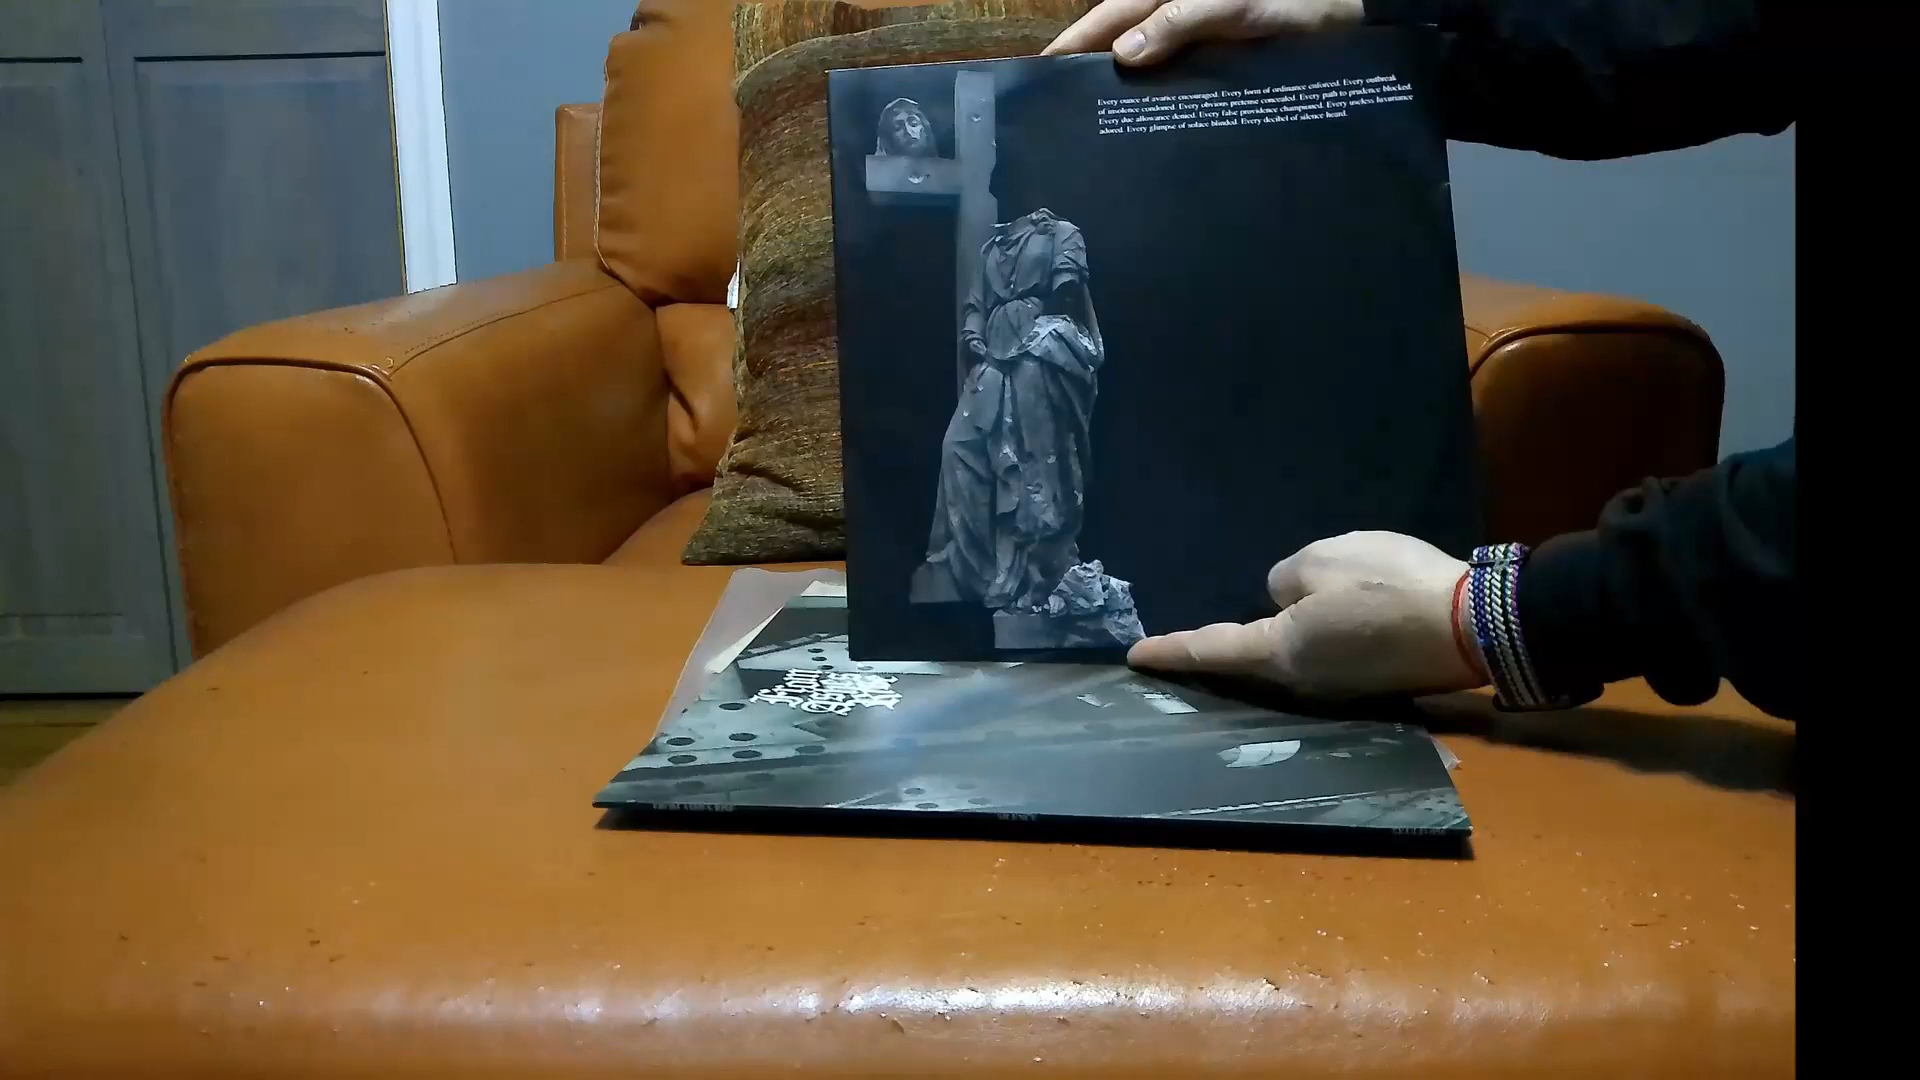 Every ounce of avarice encouraged. Every form of ordinance enforced. Every outbreak
of insolence condoned. Every obvious pretense concealed. Every path to prudence blocked.
Every due allowance denied. Every false providence championed. Every useless luxuriance
adored. Every glimpse of solace blinded. Every decibel of silence heard.